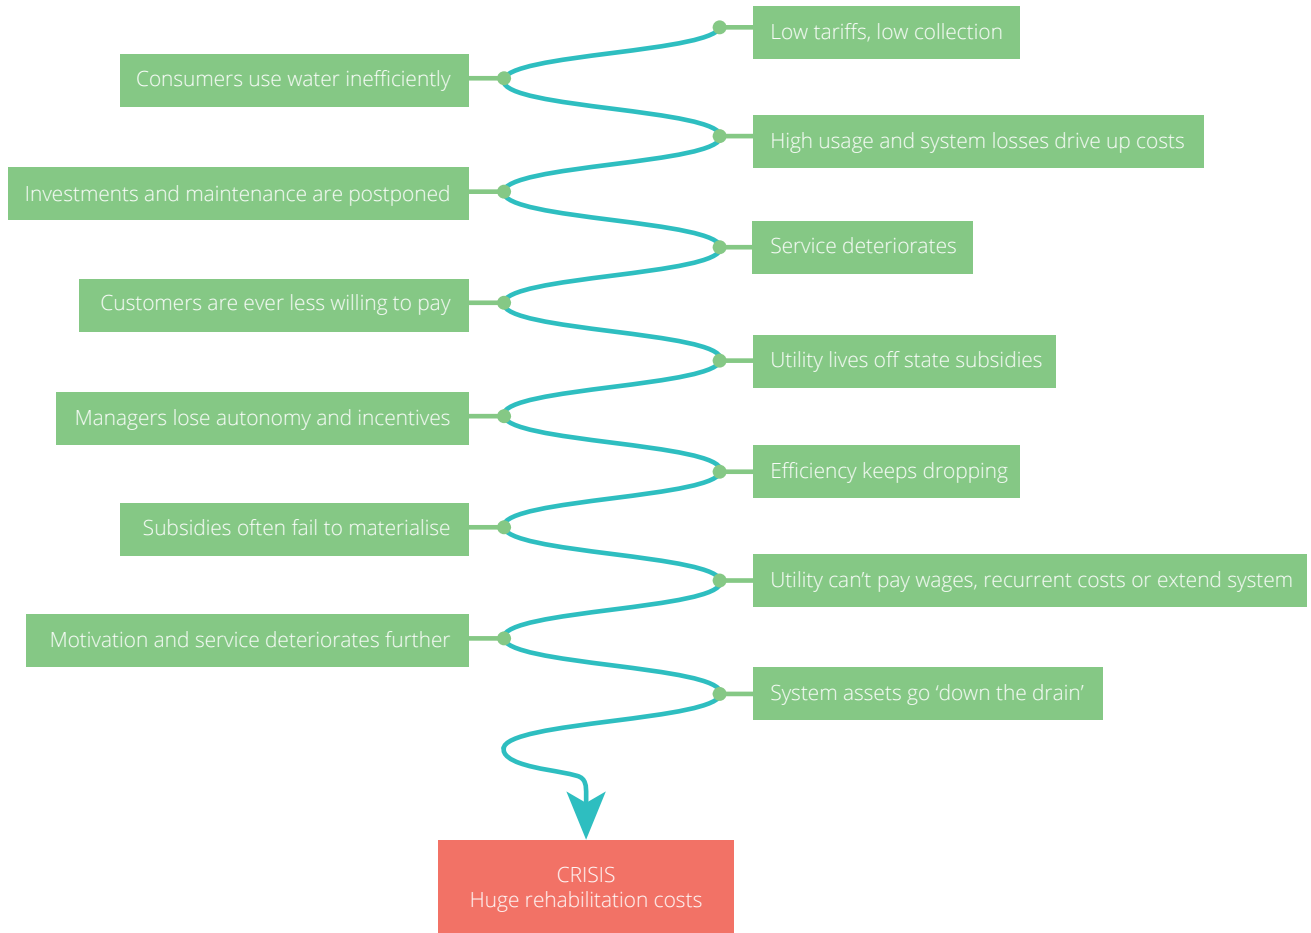 Low tariffs, low collection
Consumers use water inefficiently
High usage and system losses drive up costs
Investments and maintenance are postponed
Service deteriorates
Customers are ever less willing to pay
Utility lives off state subsidies
Managers lose autonomy and incentives
Efficiency keeps dropping
Subsidies often fail to materialise
Utility can’t pay wages, recurrent costs or extend system
Motivation and service deteriorates further
System assets go ‘down the drain’
CRISIS
Huge rehabilitation costs